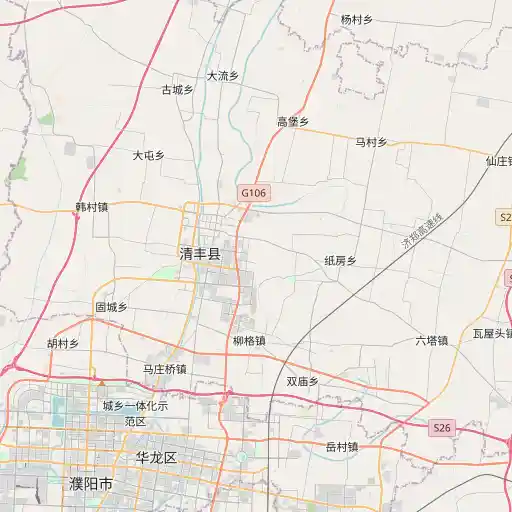 杨村乡
大流乡
古城乡
高堡乡
马村乡
大屯乡
仙庄镇
G106
韩村镇
S2
济郑高速线
清丰县
纸房乡
S
固城乡
瓦屋头镇
胡村乡
柳格镇
六塔镇
马庄桥镇
双庙乡
城乡一体化示
范区
S26
岳村镇
华龙区
濮阳市